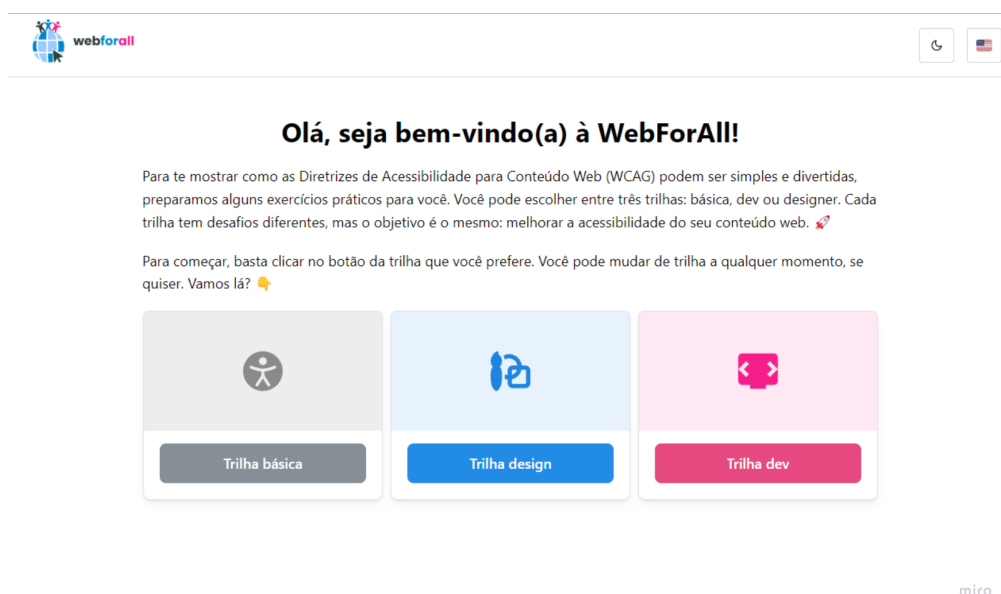 webforall
Olá, seja bem-vindo(a) à WebForAll!
Para te mostrar como as Diretrizes de Acessibilidade para Conteúdo Web (WCAG) podem ser simples e divertidas,
preparamos alguns exercícios práticos para você. Você pode escolher entre três trilhas: básica, dev ou designer. Cada
trilha tem desafios diferentes, mas o objetivo é o mesmo: melhorar a acessibilidade do seu conteúdo web. 🚀
Para começar, basta clicar no botão da trilha que você prefere. Você pode mudar de trilha a qualquer momento, se
quiser. Vamos lá? 👇
Trilha básica
Trilha design
Trilha dev
miro